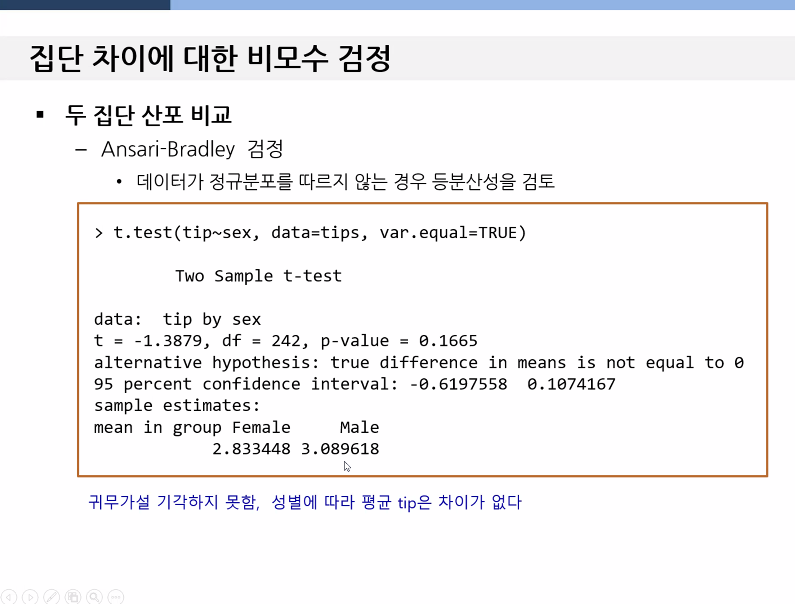 집단 차이에 대한 비모수 검정
▪ 두 집단 산포 비교
– Ansari-Bradley 검정
• 데이터가 정규분포를 따르지 않는 경우 등분산성을 검토
> t.test(tip~sex, data=tips, var.equal=TRUE)
Two Sample t-test
data:  tip by sex
t = -1.3879, df = 242, p-value = 0.1665
alternative hypothesis: true difference in means is not equal to 0
95 percent confidence interval: -0.6197558  0.1074167
sample estimates:
mean in group Female     Male
2.833448 3.089618
귀무가설 기각하지 못함, 성별에 따라 평균 tip은 차이가 없다